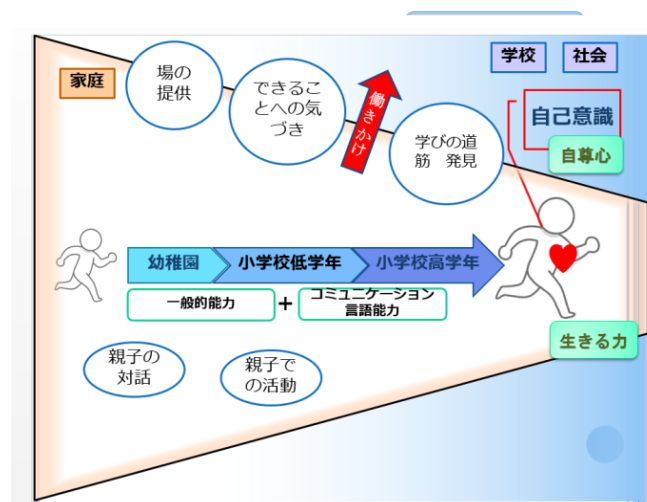 家庭
場の
提供
できるこ
とへの気
づき
働きかけ
学びの道
筋　発見
学校
社会
自己意識
自尊心
幼稚園
小学校低学年
小学校高学年
一般的能力
+
コミュニケーション
言語能力
親子の
対話
親子で
の活動
生きる力